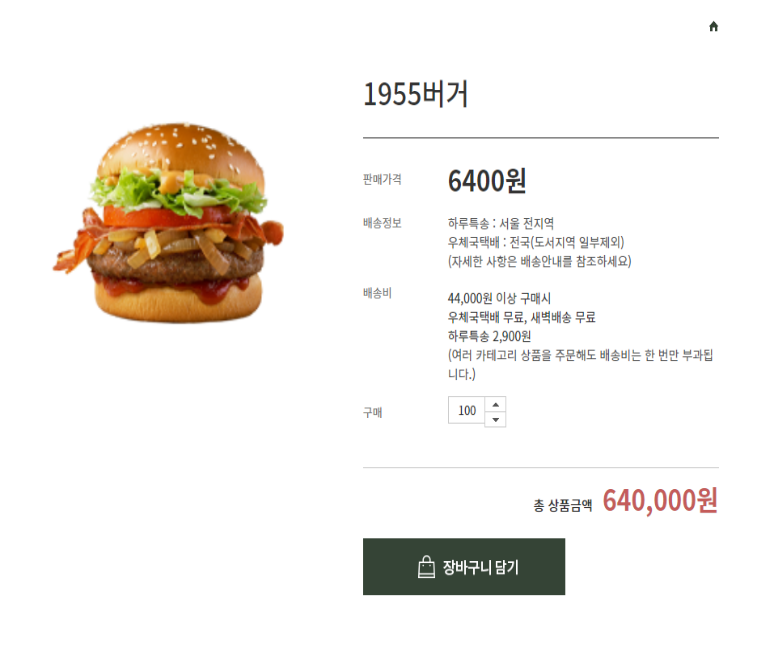 1955버거
판매가격 6400원
배송정보 하루특송 : 서울 전지역
우체국택배 : 전국(도서지역 일부제외)
(자세한 사항은 배송안내를 참조하세요)
배송비 44,000원 이상 구매시
우체국택배 무료, 새벽배송 무료
하루특송 2,900원
(여러 카테고리 상품을 주문해도 배송비는 한 번만 부과됩
니다.)
구매 100
총 상품금액 640,000원
장바구니 담기